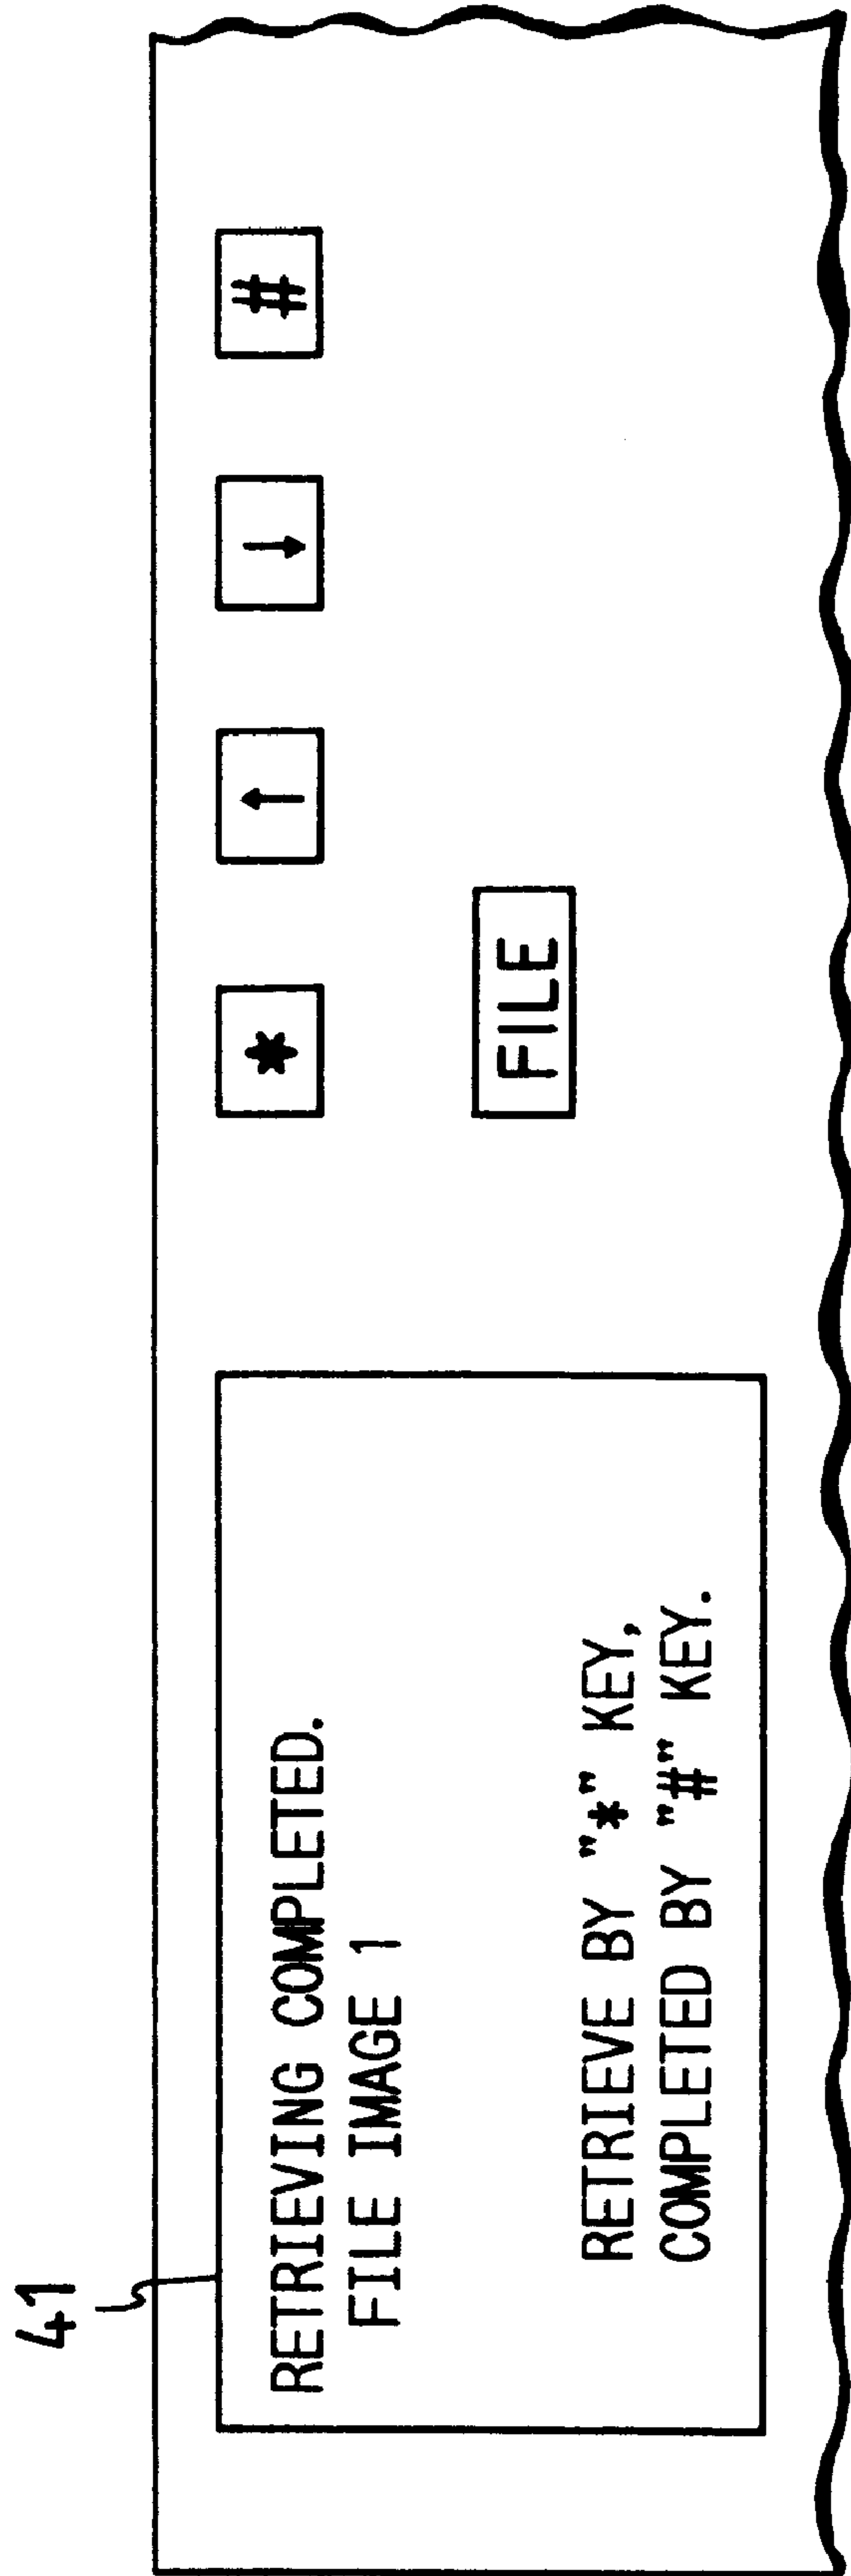 41
RETRIEVING COMPLETED.
FILE IMAGE 1
RETRIEVE BY "*" KEY,
COMPLETED BY "#" KEY.
* ↑ ↓ #
FILE